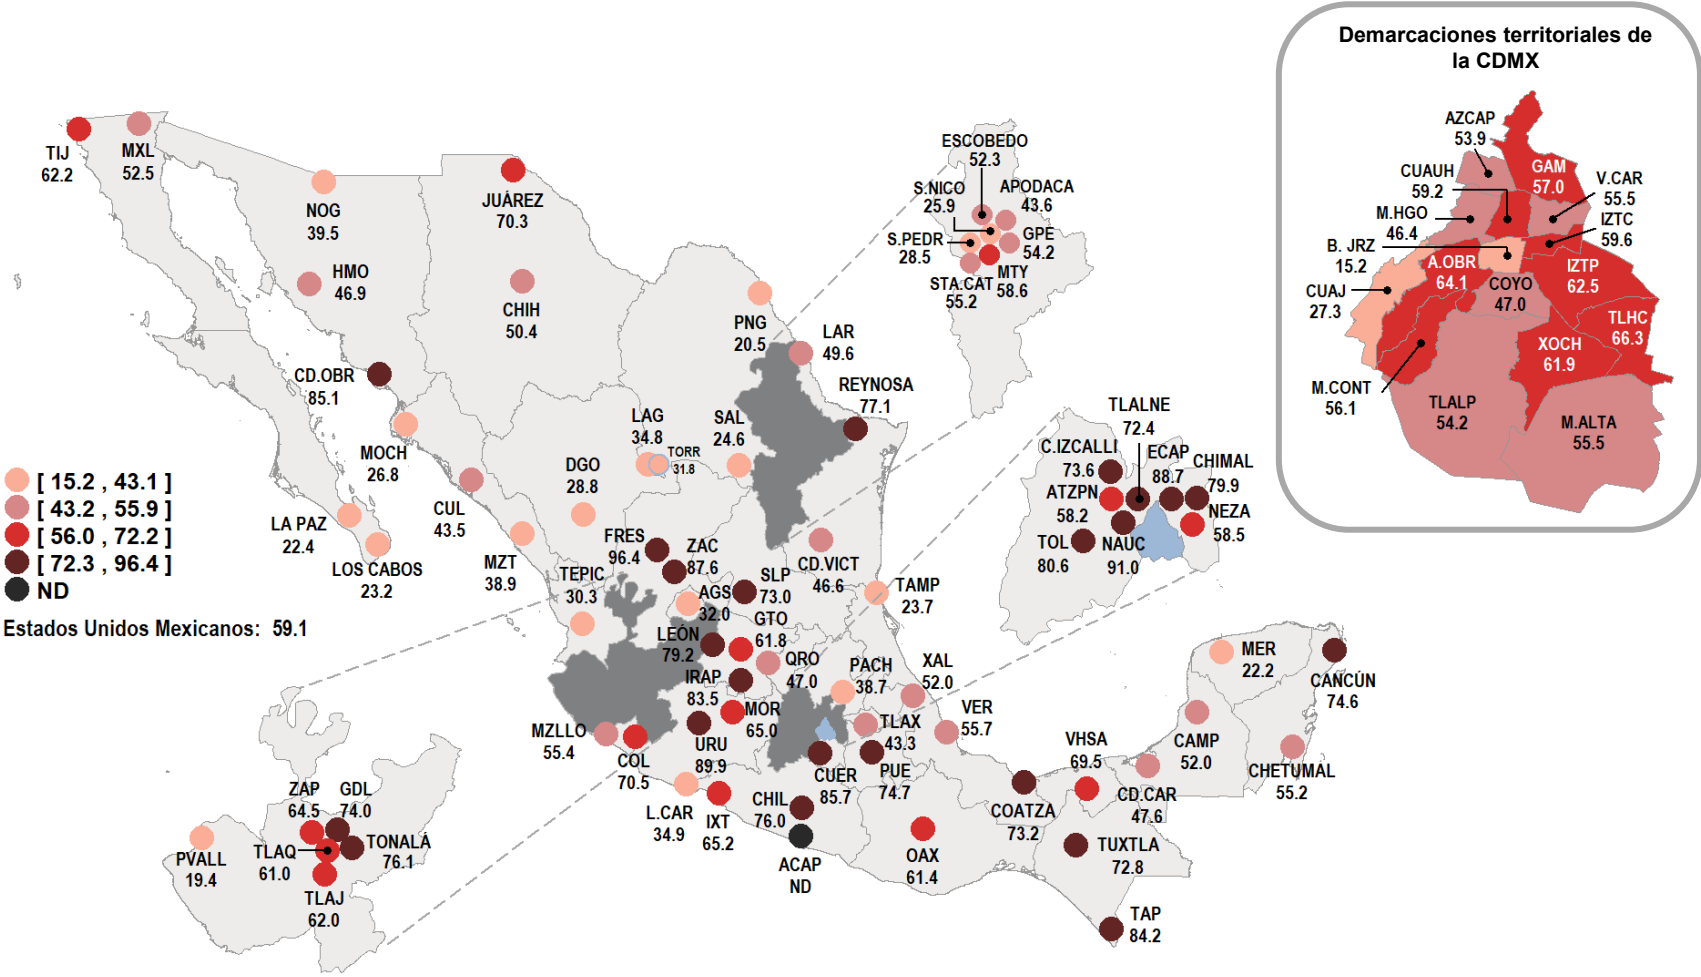 Demarcaciones territoriales de
la CDMX
AZCAP
53.9
CUAUH
59.2
GAM
57.0
V.CAR
55.5
M.HGO
46.4
IZTC
59.6
B. JRZ
15.2
A.OBR
64.1
IZTP
62.5
CUAJ
27.3
COYO
47.0
TLHC
66.3
XOCH
61.9
M.CONT
56.1
TLALP
54.2
M.ALTA
55.5
TIJ
62.2
MXL
52.5
NOG
39.5
JUÁREZ
70.3
HMO
46.9
CHIH
50.4
ESCOBEDO
52.3
S.NICO
25.9
APODACA
43.6
S.PEDR
28.5
GPE
54.2
STA.CAT
55.2
MTY
58.6
PNG
20.5
LAR
49.6
REYNOSA
77.1
CD.OBR
85.1
MOCH
26.8
LAG
34.8
TORR
31.8
SAL
24.6
DGO
28.8
CUL
43.5
LA PAZ
22.4
LOS CABOS
23.2
MZT
38.9
TLALNE
72.4
C.IZCALLI
73.6
ECAP
88.7
CHIMAL
79.9
ATZPN
58.2
NEZA
58.5
TOL
80.6
NAUC
91.0
[ 15.2 , 43.1 ]
[ 43.2 , 55.9 ]
[ 56.0 , 72.2 ]
[ 72.3 , 96.4 ]
ND
Estados Unidos Mexicanos: 59.1
FRES
96.4
ZAC
87.6
SLP
73.0
CD.VICT
46.6
TAMP
23.7
TEPIC
30.3
AGS
32.0
GTO
61.8
LEÓN
79.2
QRO
47.0
IRAP
83.5
PACH
38.7
XAL
52.0
MOR
65.0
TLAX
43.3
VER
55.7
MZLLO
55.4
COL
70.5
URU
89.9
CUER
85.7
PUE
74.7
L.CAR
34.9
IXT
65.2
CHIL
76.0
ACAP
ND
OAX
61.4
COATZA
73.2
VHSA
69.5
CD.CAR
47.6
CAMP
52.0
MER
22.2
CANCÚN
74.6
CHETUMAL
55.2
TUXTLA
72.8
TAP
84.2
ZAP
64.5
GDL
74.0
PVALL
19.4
TLAQ
61.0
TONALÁ
76.1
TLAJ
62.0